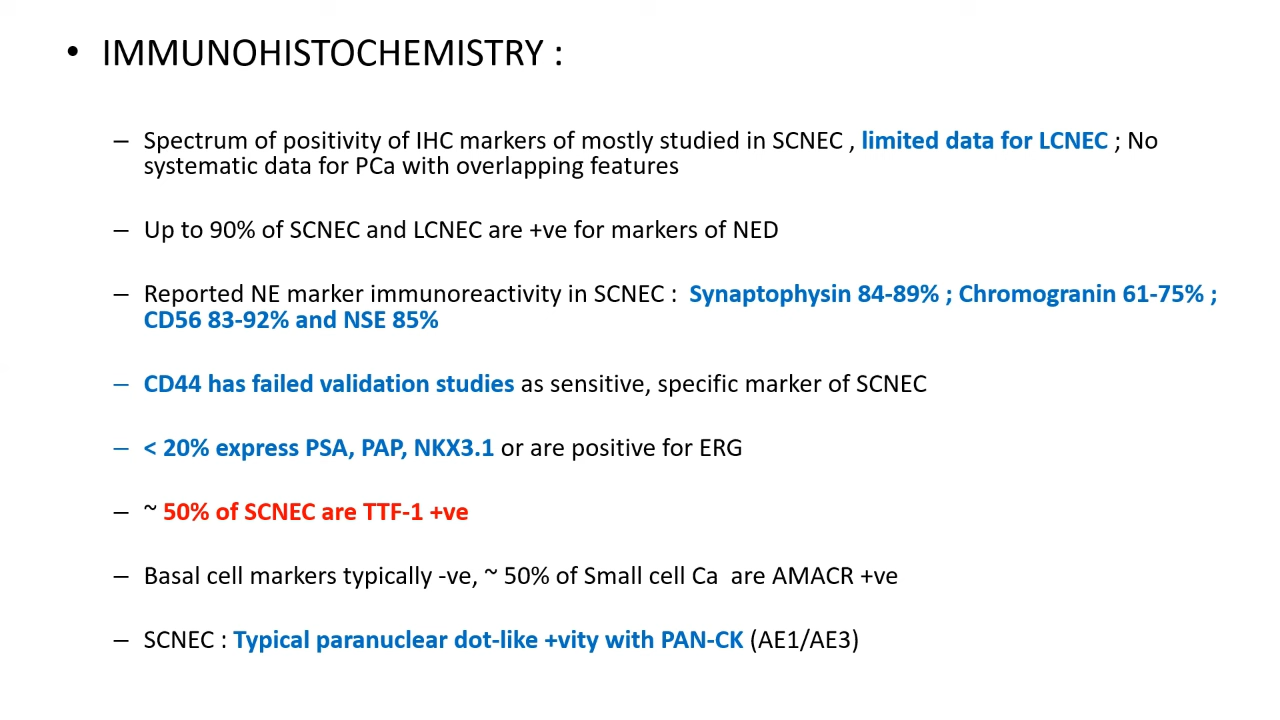 • IMMUNOHISTOCHEMISTRY :
– Spectrum of positivity of IHC markers of mostly studied in SCNEC , limited data for LCNEC ; No
systematic data for PCa with overlapping features
– Up to 90% of SCNEC and LCNEC are +ve for markers of NED
– Reported NE marker immunoreactivity in SCNEC : Synaptophysin 84-89% ; Chromogranin 61-75% ;
CD56 83-92% and NSE 85%
– CD44 has failed validation studies as sensitive, specific marker of SCNEC
– < 20% express PSA, PAP, NKX3.1 or are positive for ERG
– ~ 50% of SCNEC are TTF-1 +ve
– Basal cell markers typically -ve, ~ 50% of Small cell Ca are AMACR +ve
– SCNEC : Typical paranuclear dot-like +vity with PAN-CK (AE1/AE3)